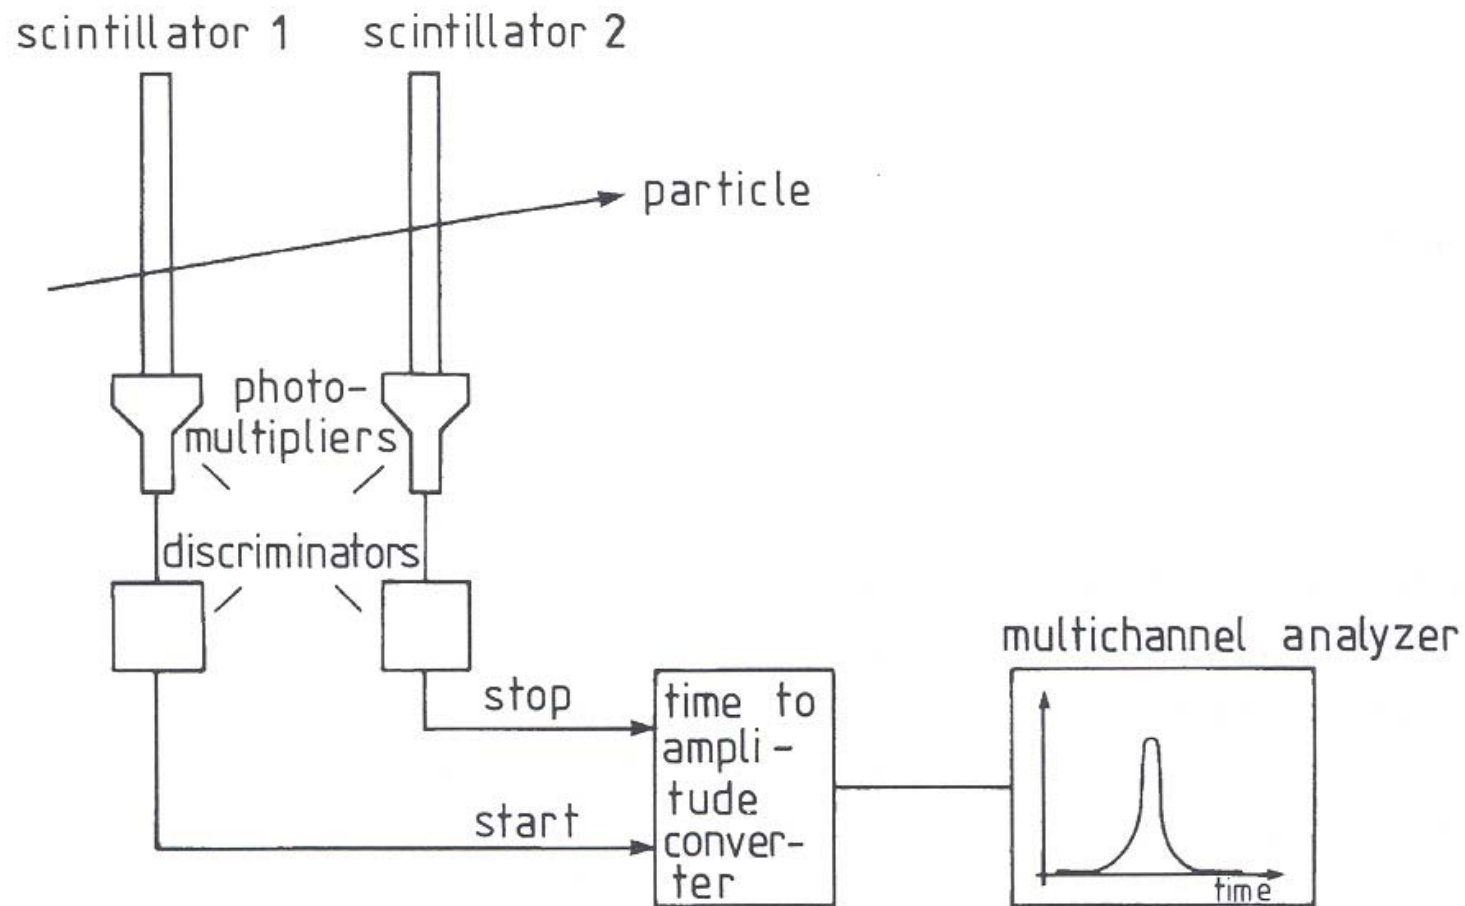 scintillator 1
scintillator 2
particle
photo-
multipliers
discriminators
multichannel analyzer
stop
start
time to
ampli-
tude
conver-
ter
time